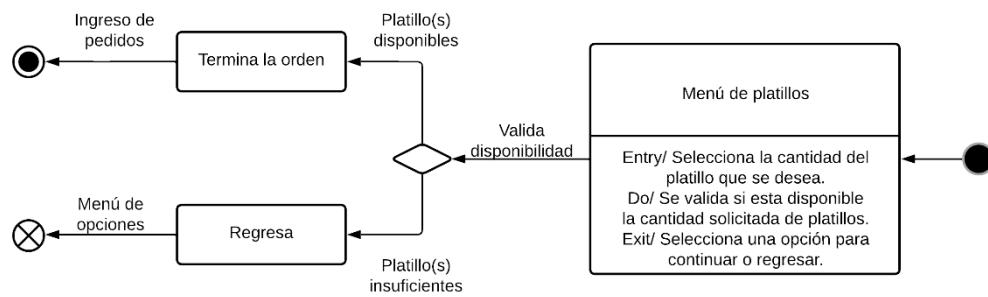 Ingreso de
pedidos
Termina la orden
Platillo(s)
disponibles
Menú de platillos
Valida
disponibilidad
Entry/ Selecciona la cantidad del
platillo que se desea.
Do/ Se valida si esta disponible
la cantidad solicitada de platillos.
Exit/ Selecciona una opción para
continuar o regresar.
Menú de
opciones
Regresa
Platillo(s)
insuficientes